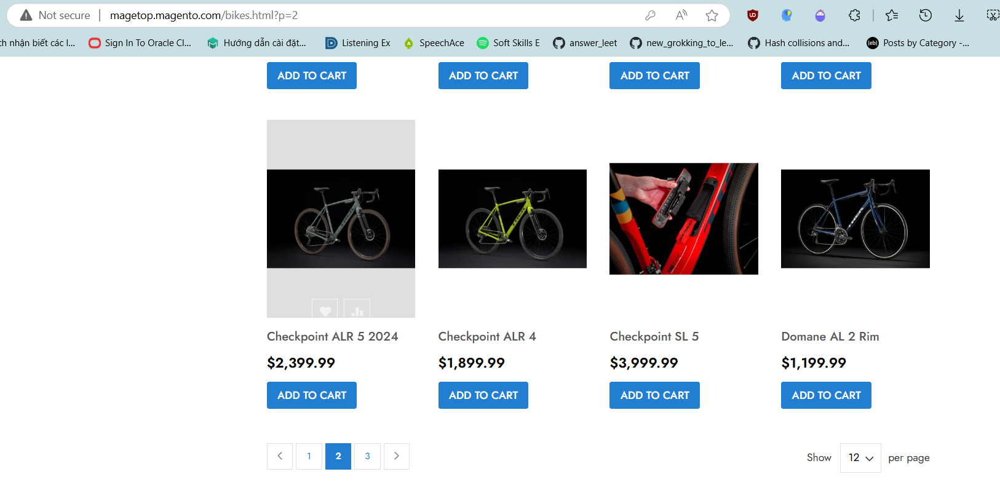 Not secure | magetop.magento.com/bikes.html?p=2
ch nhận biết các l... Sign In To Oracle Cl... Hướng dẫn cài đặt... Listening Ex SpeechAce Soft Skills E answer_leet new_grokking_to_le... Hash collisions and... {eb} Posts by Category -...
ADD TO CART ADD TO CART ADD TO CART ADD TO CART
Checkpoint ALR 5 2024 Checkpoint ALR 4 Checkpoint SL 5 Domane AL 2 Rim
$2,399.99 $1,899.99 $3,999.99 $1,199.99
ADD TO CART ADD TO CART ADD TO CART ADD TO CART
1 2 3 Show 12 per page